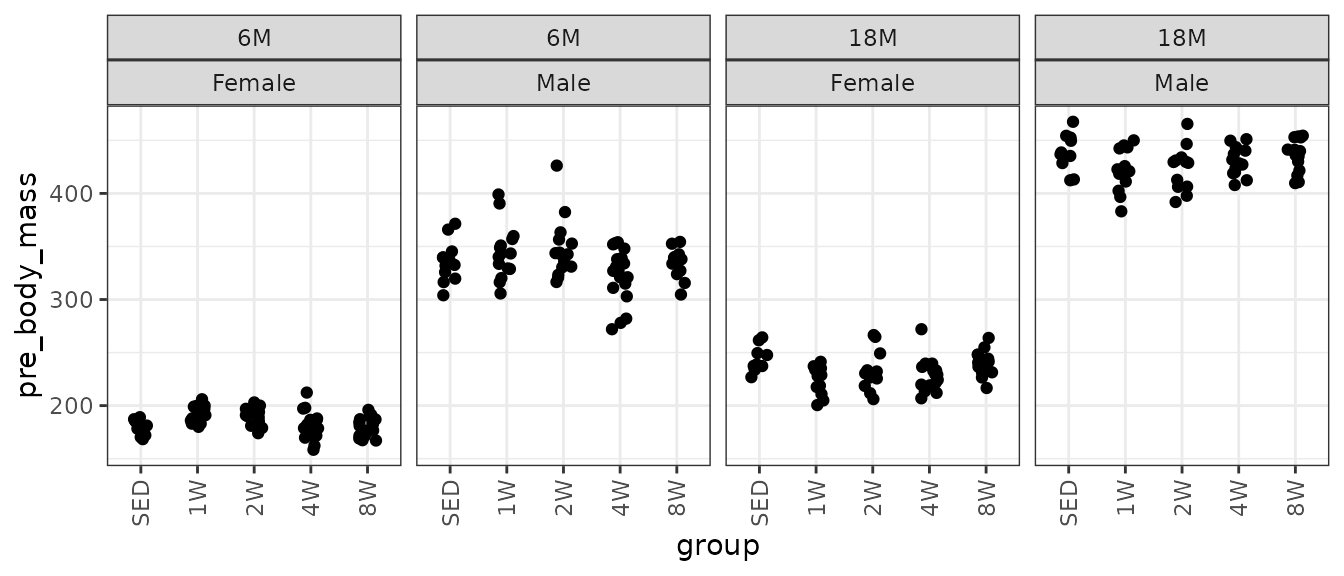 6M 6M 18M 18M
Female Male Female Male
pre_body_mass
400
300
200
SED 1W 2W 4W 8W SED 1W 2W 4W 8W SED 1W 2W 4W 8W SED 1W 2W 4W 8W
group